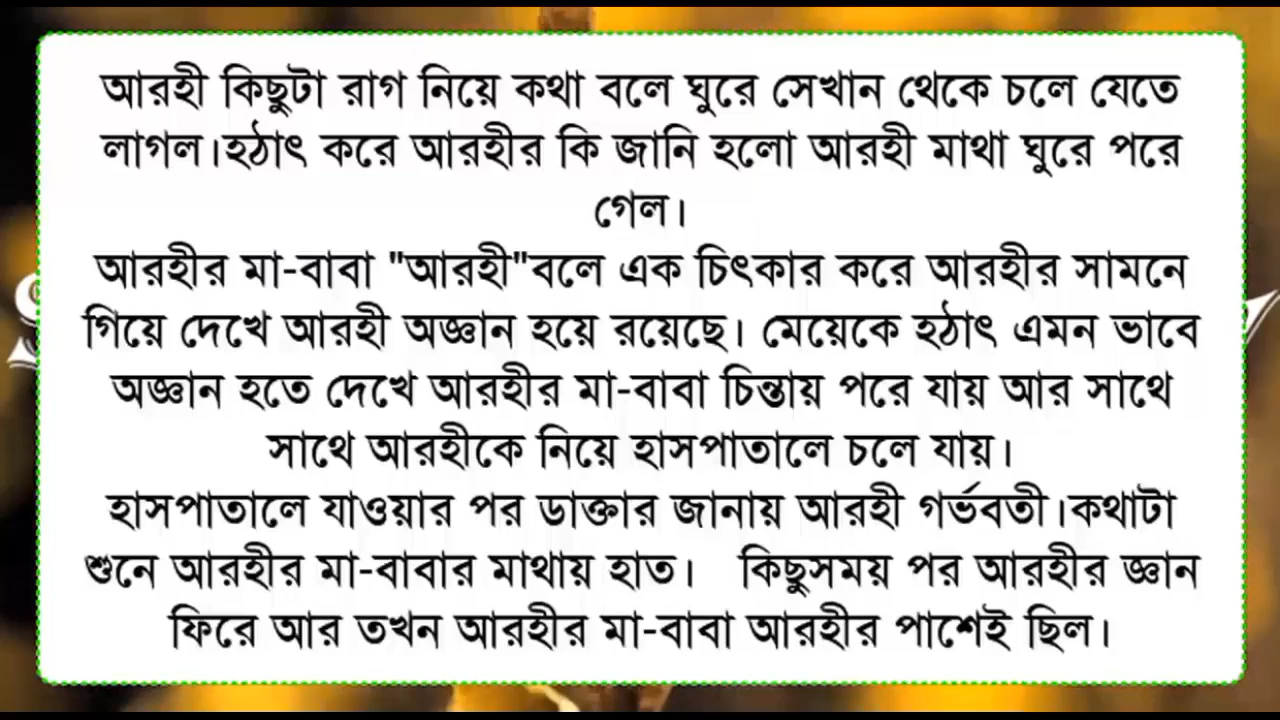 আরহী কিছুটা রাগ নিয়ে কথা বলে ঘুরে সেখান থেকে চলে যেতে
লাগল।হঠাৎ করে আরহীর কি জানি হলো আরহী মাথা ঘুরে পরে
গেল।
আরহীর মা-বাবা "আরহী"বলে এক চিৎকার করে আরহীর সামনে
গিয়ে দেখে আরহী অজ্ঞান হয়ে রয়েছে। মেয়েকে হঠাৎ এমন ভাবে
অজ্ঞান হতে দেখে আরহীর মা-বাবা চিন্তায় পরে যায় আর সাথে
সাথে আরহীকে নিয়ে হাসপাতালে চলে যায়।
হাসপাতালে যাওয়ার পর ডাক্তার জানায় আরহী গর্ভবতী।কথাটা
শুনে আরহীর মা-বাবার মাথায় হাত।   কিছুসময় পর আরহীর জ্ঞান
ফিরে আর তখন আরহীর মা-বাবা আরহীর পাশেই ছিল।